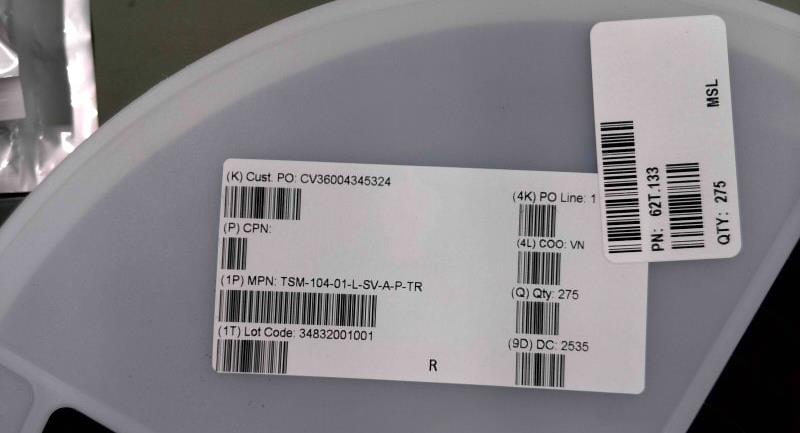 (K) Cust. PO: CV36004345324
(P) CPN:
(1P) MPN: TSM-104-01-L-SV-A-P-TR
(1T) Lot Code: 34832001001
R
(4K) PO Line: 1
(4L) COO: VN
(Q) Qty: 275
(9D) DC: 2535
PN: 62T.133
QTY: 275
MSL